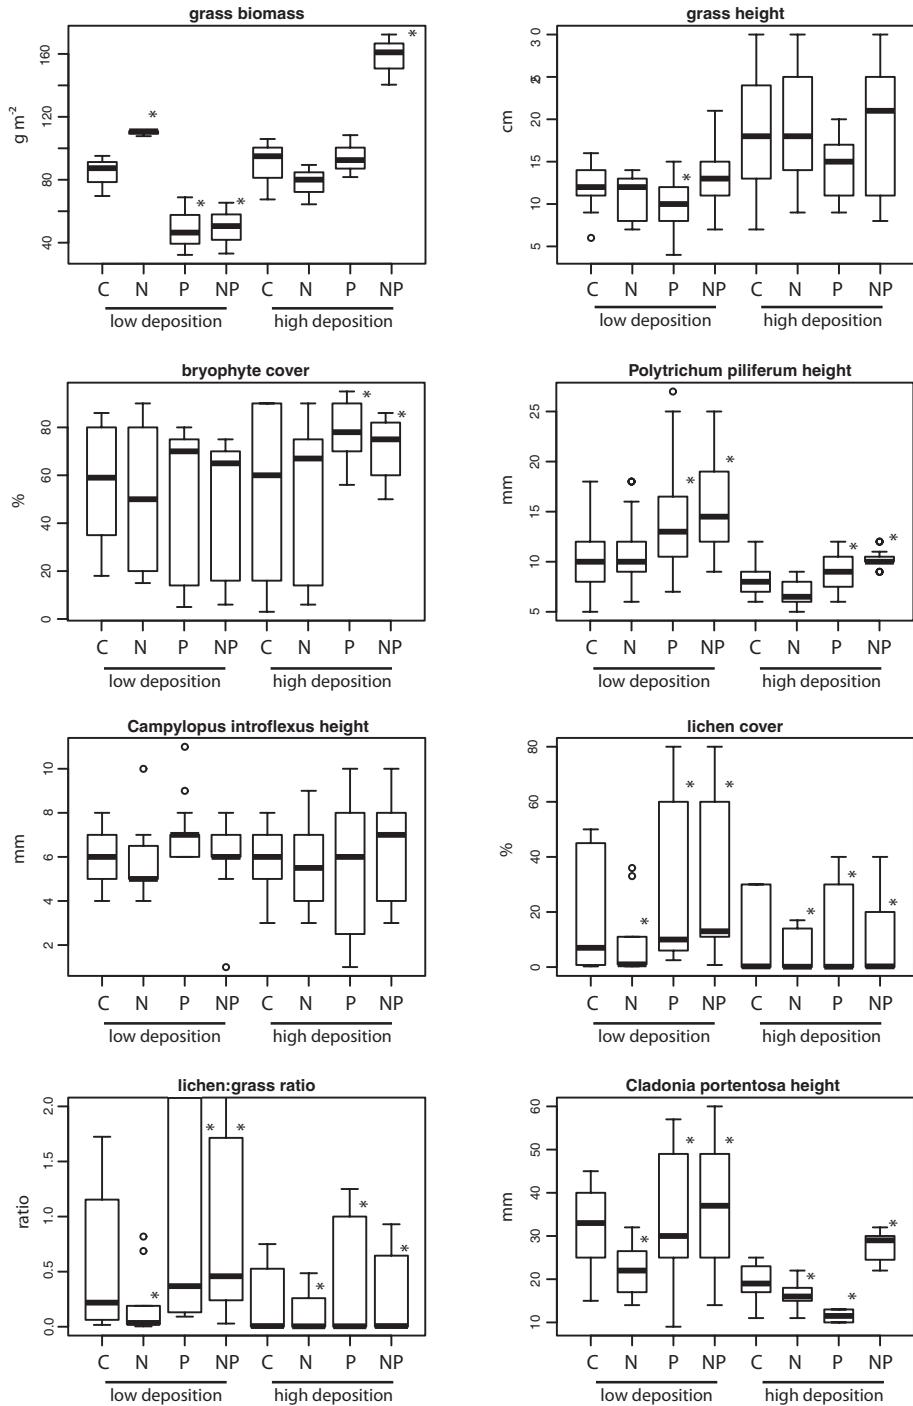 grass biomass
g m⁻²
160
120
80
40
*
*
*
*
C N P NP C N P NP
low deposition high deposition
grass height
cm
30
25
20
15
10
5
*
C N P NP C N P NP
low deposition high deposition
bryophyte cover
%
80
60
40
20
0
*
*
C N P NP C N P NP
low deposition high deposition
Polytrichum piliferum height
mm
25
20
15
10
5
*
*
*
*
C N P NP C N P NP
low deposition high deposition
Campylopus introflexus height
mm
10
8
6
4
2
C N P NP C N P NP
low deposition high deposition
lichen cover
%
80
60
40
20
0
*
*
*
*
*
*
C N P NP C N P NP
low deposition high deposition
lichen:grass ratio
ratio
2.0
1.5
1.0
0.5
0.0
*
*
*
*
*
*
C N P NP C N P NP
low deposition high deposition
Cladonia portentosa height
mm
60
50
40
30
20
10
*
*
*
*
*
*
C N P NP C N P NP
low deposition high deposition